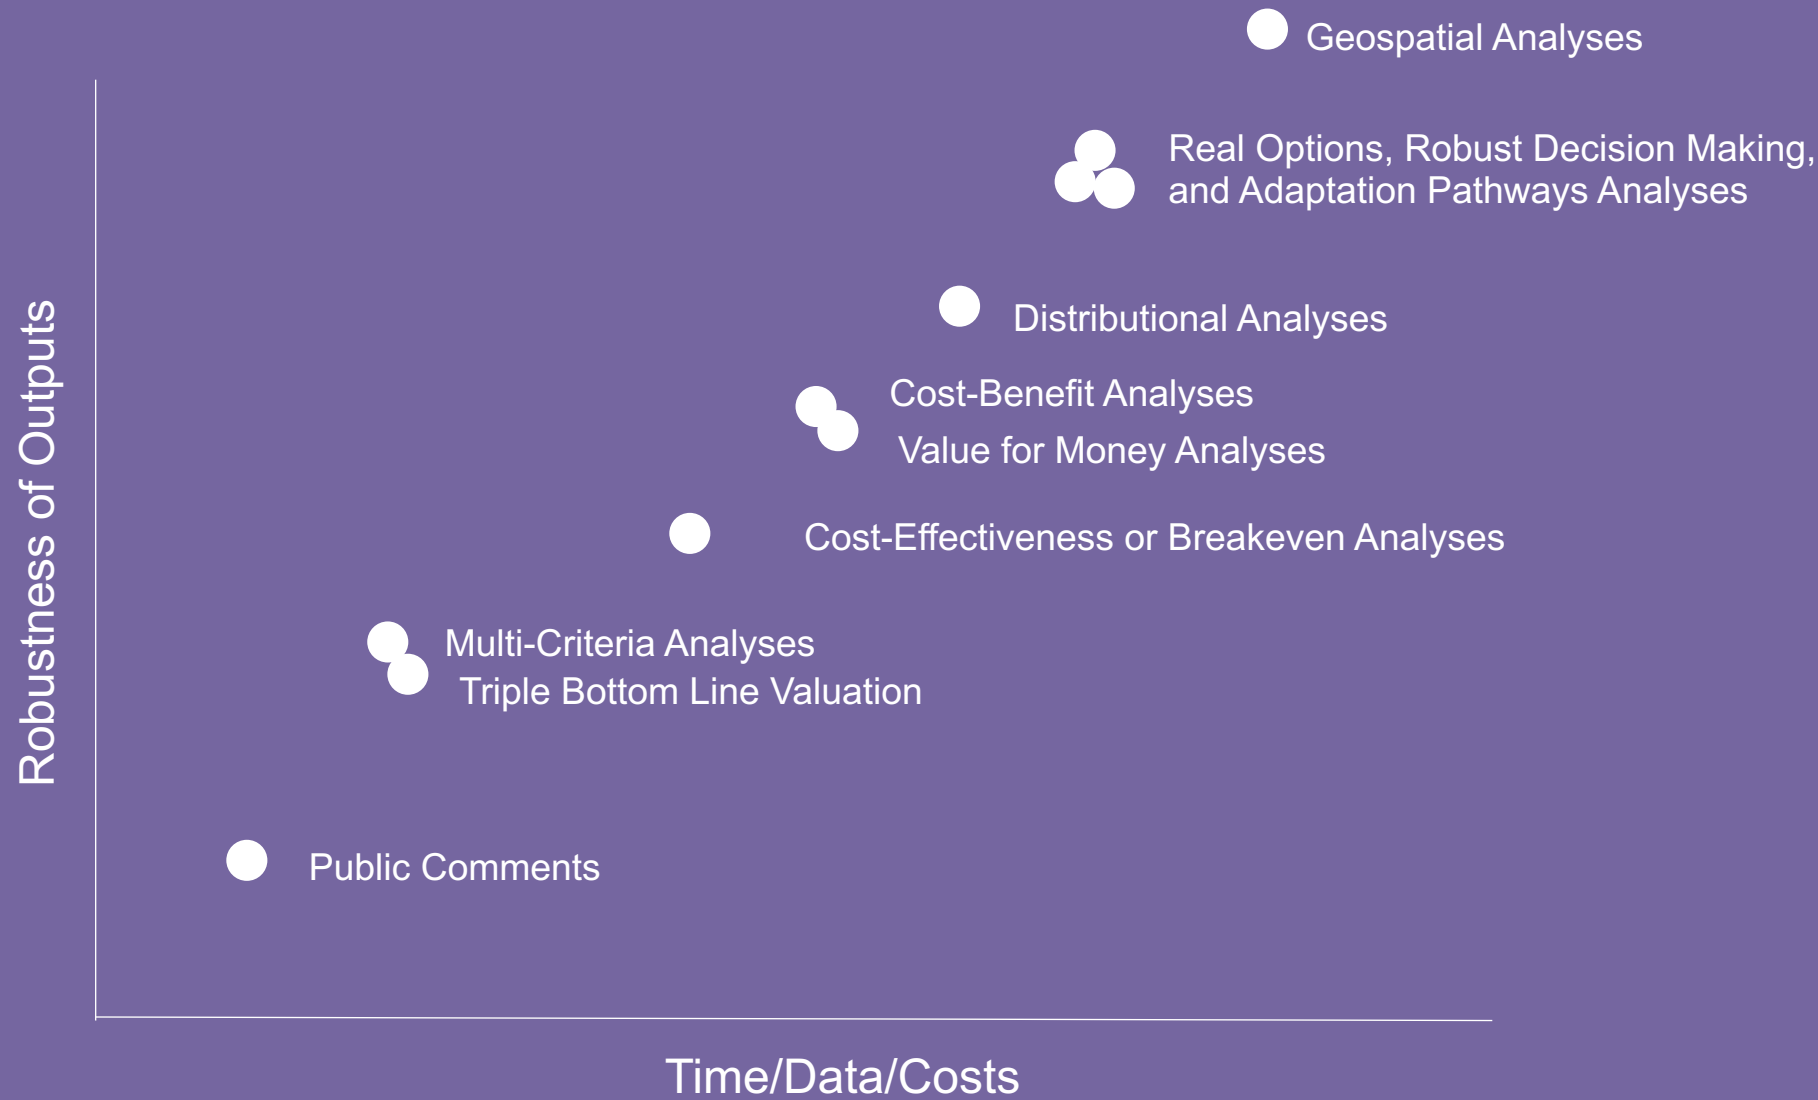 Geospatial Analyses
Real Options, Robust Decision Making,
and Adaptation Pathways Analyses
Distributional Analyses
Cost-Benefit Analyses
Value for Money Analyses
Cost-Effectiveness or Breakeven Analyses
Multi-Criteria Analyses
Triple Bottom Line Valuation
Public Comments
Robustness of Outputs
Time/Data/Costs